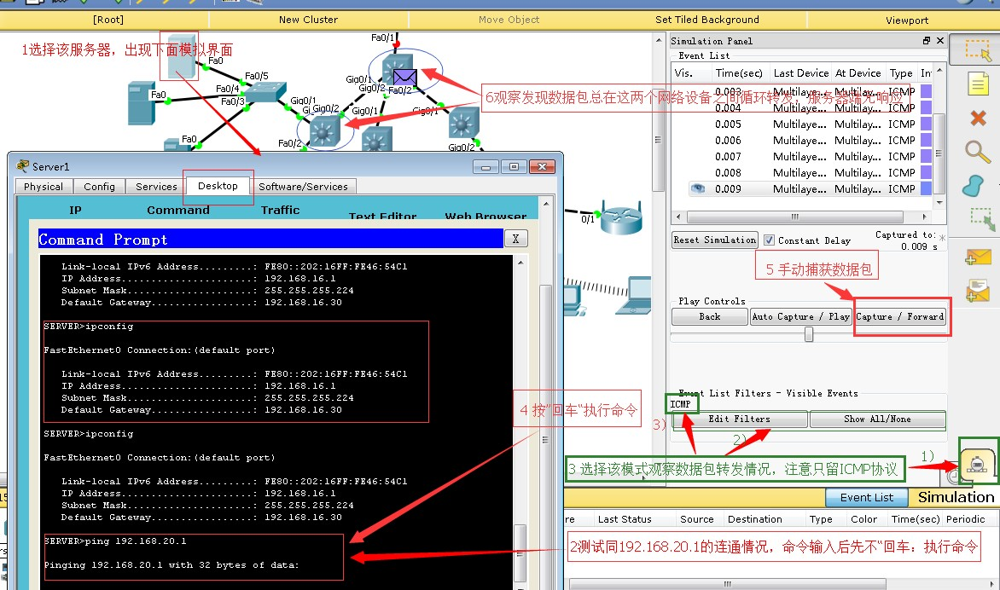 [Root] New Cluster Move Object Set Tiled Background Viewport
1选择该服务器，出现下面模拟界面
Fa0/1
Fa0
Fa0/5
Fa0/4
Fa0
Fa0/3
Gig0/1
Gig0/2
Fa0/2
Gig0/1
Gig0/2
Gig0/1
Gig0/1
Fa0
Fa0/2
Gig0/2
0/1
6观察发现数据包总在这两个网络设备之间循环转发，服务器端无响应
Simulation Panel
Event List
Vis. Time(sec) Last Device At Device Type In
0.003 Multilaye... Multilay... ICMP
0.004 Multilaye... Multilay... ICMP
0.005 Multilaye... Multilay... ICMP
0.006 Multilaye... Multilay... ICMP
0.007 Multilaye... Multilay... ICMP
0.008 Multilaye... Multilay... ICMP
0.009 Multilaye... Multilay... ICMP
Reset Simulation Constant Delay Captured to: *
0.009 s
5 手动捕获数据包
Play Controls
Back Auto Capture / Play Capture / Forward
Event List Filters - Visible Events
ICMP
Edit Filters Show All/None
3) 2) 1)
3 选择该模式观察数据包转发情况，注意只留ICMP协议
Event List Simulation
re Last Status Source Destination Type Color Time(sec) Periodic
2测试同192.168.20.1的连通情况，命令输入后先不“回车：执行命令
4 按”回车“执行命令
Server1
Physical Config Services Desktop Software/Services
IP Command Traffic Text Editor Web Browser
Command Prompt X
Link-local IPv6 Address.........: FE80::202:16FF:FE46:54C1
IP Address......................: 192.168.16.1
Subnet Mask.....................: 255.255.255.224
Default Gateway.................: 192.168.16.30
SERVER>ipconfig
FastEthernet0 Connection:(default port)
Link-local IPv6 Address.........: FE80::202:16FF:FE46:54C1
IP Address......................: 192.168.16.1
Subnet Mask.....................: 255.255.255.224
Default Gateway.................: 192.168.16.30
SERVER>ipconfig
FastEthernet0 Connection:(default port)
Link-local IPv6 Address.........: FE80::202:16FF:FE46:54C1
IP Address......................: 192.168.16.1
Subnet Mask.....................: 255.255.255.224
Default Gateway.................: 192.168.16.30
SERVER>ping 192.168.20.1
Pinging 192.168.20.1 with 32 bytes of data: